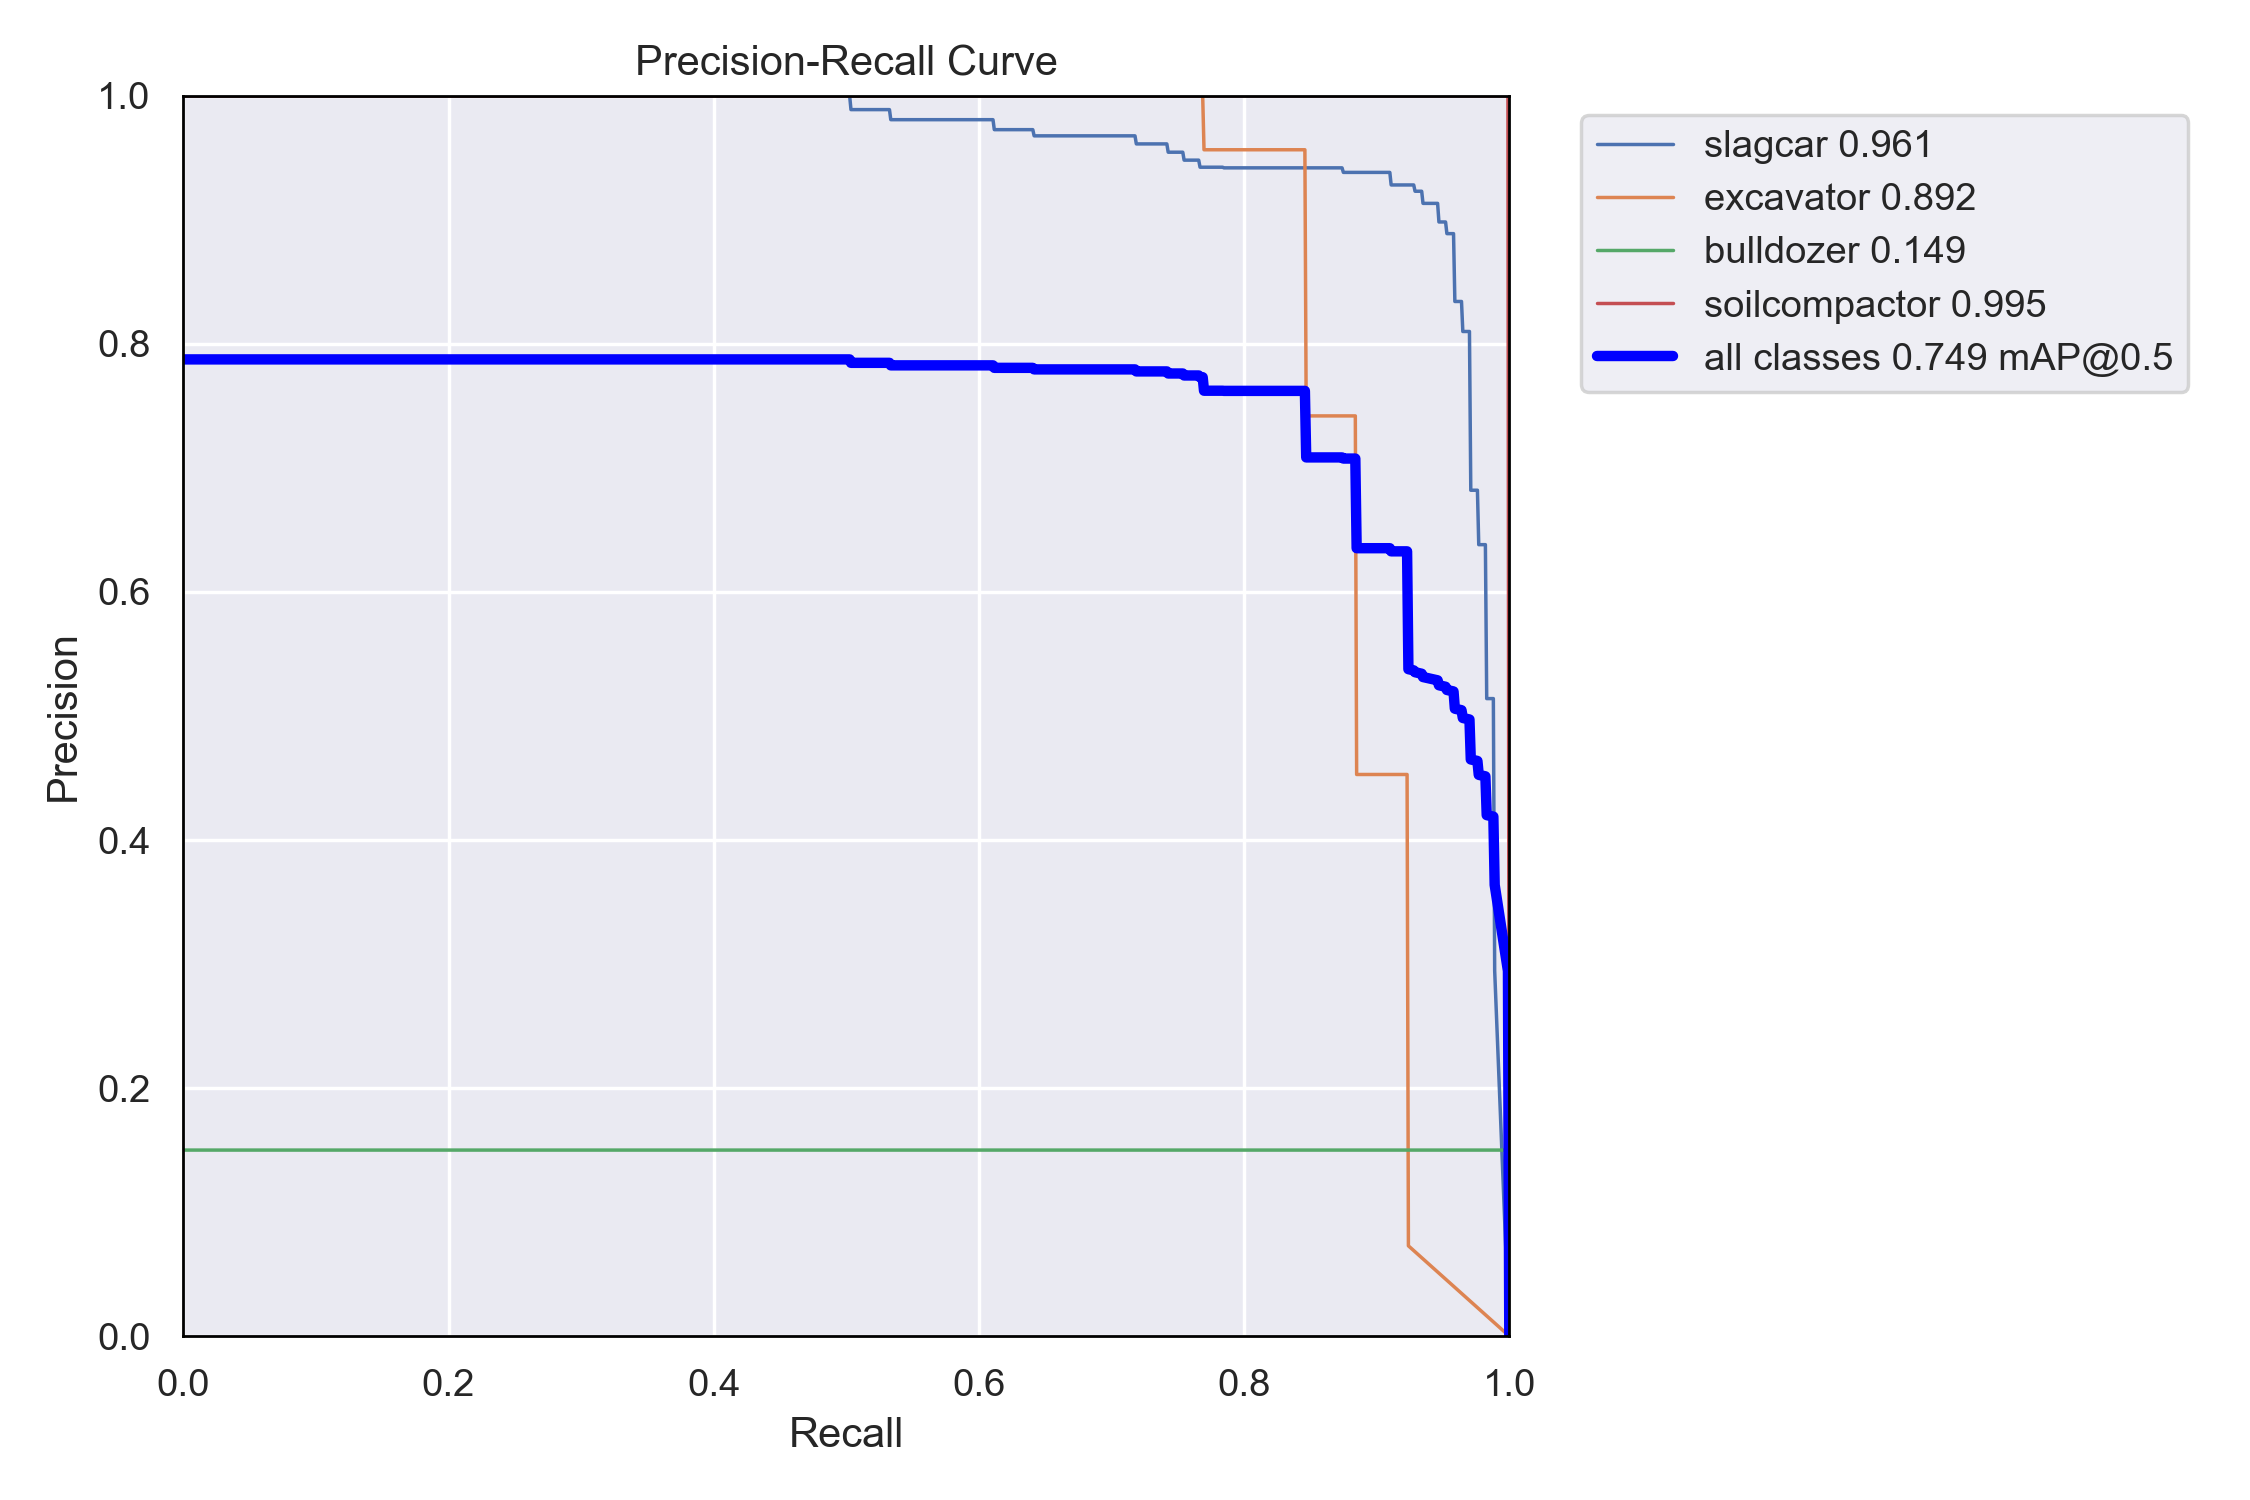 Precision-Recall Curve
1.0
0.8
0.6
0.4
0.2
0.0
Precision
0.0 0.2 0.4 0.6 0.8 1.0
Recall
slagcar 0.961
excavator 0.892
bulldozer 0.149
soilcompactor 0.995
all classes 0.749 mAP@0.5